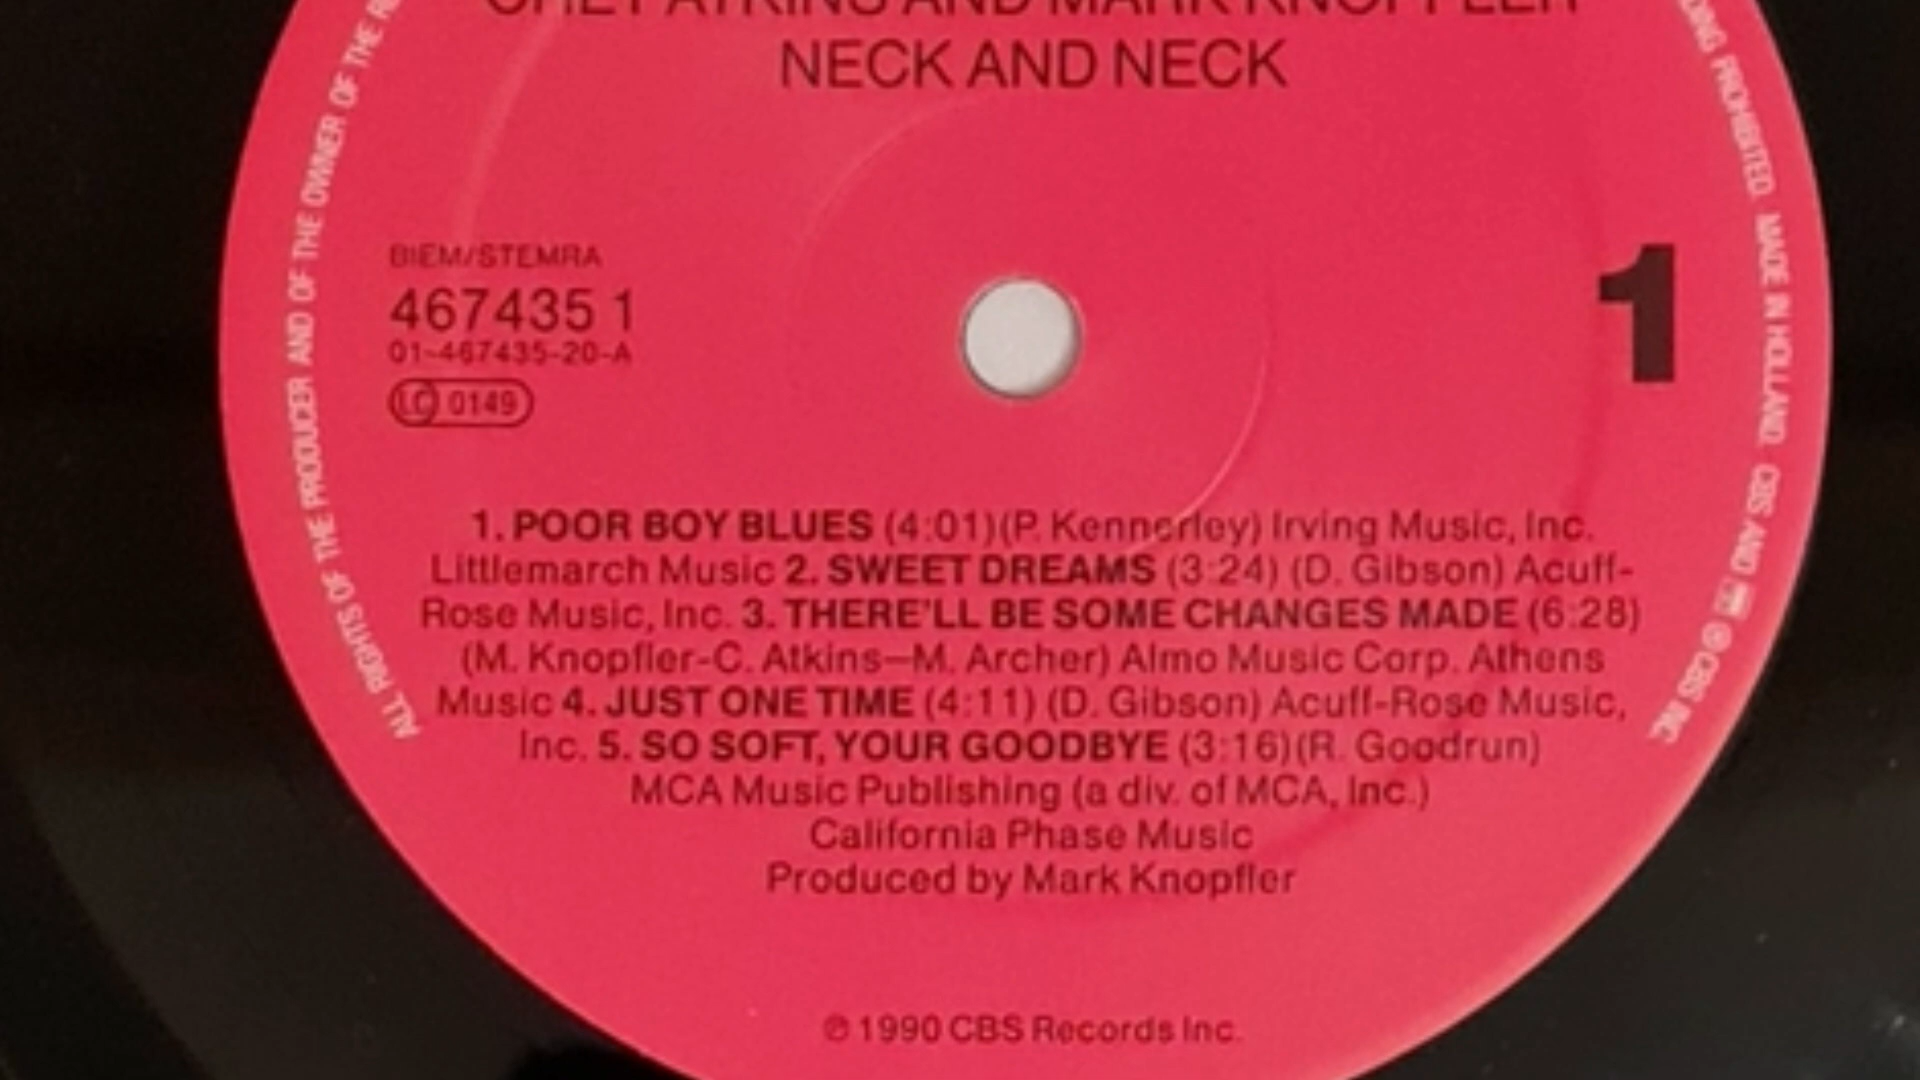 CHET ATKINS AND MARK KNOPFLER
NECK AND NECK
BIEM/STEMRA
467435 1
01-467435-20-A
LC 0149
1
1. POOR BOY BLUES (4:01)(P. Kennerley) Irving Music, Inc.
Littlemarch Music 2. SWEET DREAMS (3:24) (D. Gibson) Acuff-
Rose Music, Inc. 3. THERE'LL BE SOME CHANGES MADE (6:28)
(M. Knopfler-C. Atkins—M. Archer) Almo Music Corp. Athens
Music 4. JUST ONE TIME (4:11) (D. Gibson) Acuff-Rose Music,
Inc. 5. SO SOFT, YOUR GOODBYE (3:16)(R. Goodrun)
MCA Music Publishing (a div. of MCA, Inc.)
California Phase Music
Produced by Mark Knopfler
℗ 1990 CBS Records Inc.
ALL RIGHTS OF THE PRODUCER AND OF THE OWNER OF THE
PROHIBITED. MADE IN HOLLAND. CBS AND ® CBS INC.